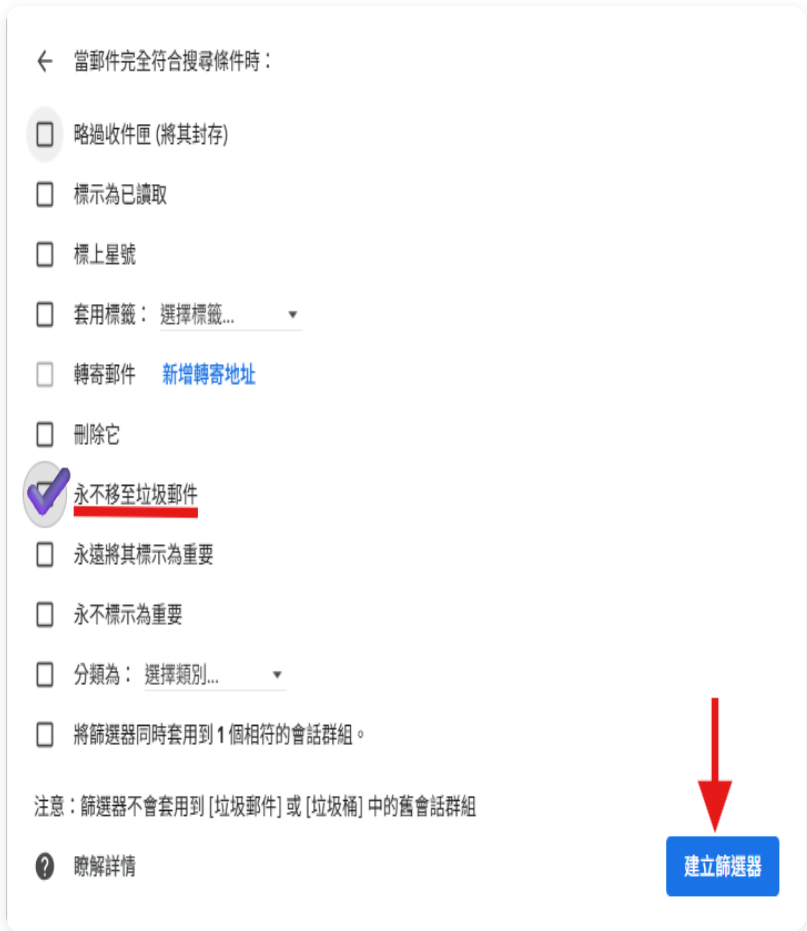 當郵件完全符合搜尋條件時：
略過收件匣 (將其封存)
標示為已讀取
標上星號
套用標籤： 選擇標籤...
轉寄郵件 新增轉寄地址
刪除它
永不移至垃圾郵件
永遠將其標示為重要
永不標示為重要
分類為： 選擇類別...
將篩選器同時套用到 1 個相符的會話群組。
注意：篩選器不會套用到 [垃圾郵件] 或 [垃圾桶] 中的舊會話群組
瞭解詳情
建立篩選器